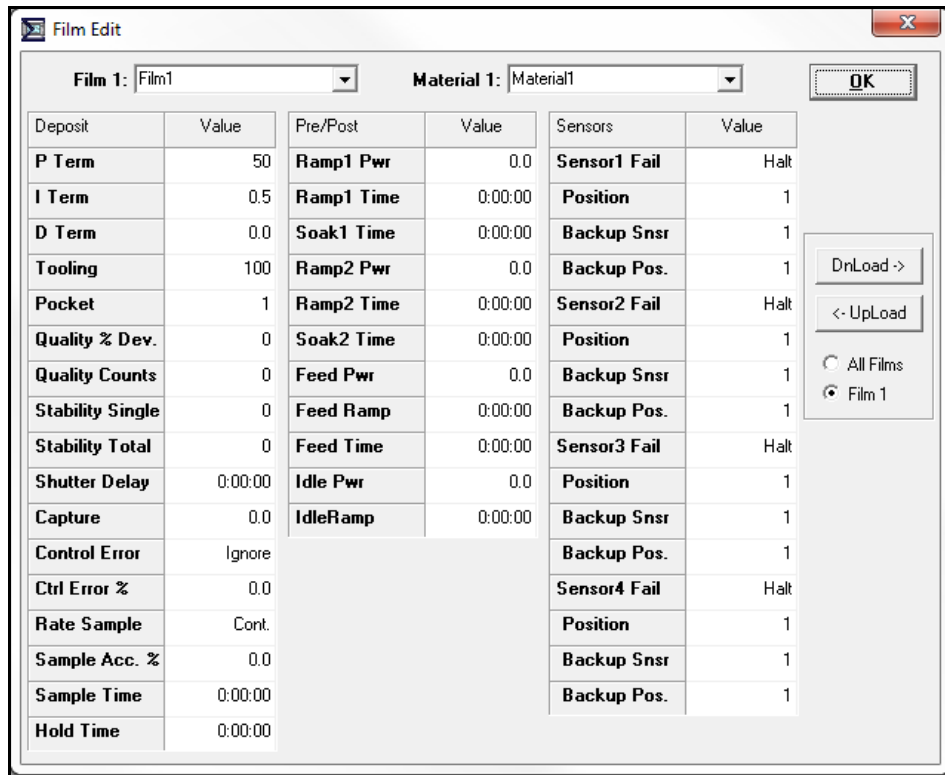 Film Edit
Film 1: Film1
Material 1: Material1
OK
Deposit Value
P Term 50
I Term 0.5
D Term 0.0
Tooling 100
Pocket 1
Quality % Dev. 0
Quality Counts 0
Stability Single 0
Stability Total 0
Shutter Delay 0:00:00
Capture 0.0
Control Error Ignore
Ctrl Error % 0.0
Rate Sample Cont.
Sample Acc. % 0.0
Sample Time 0:00:00
Hold Time 0:00:00
Pre/Post Value
Ramp1 Pwr 0.0
Ramp1 Time 0:00:00
Soak1 Time 0:00:00
Ramp2 Pwr 0.0
Ramp2 Time 0:00:00
Soak2 Time 0:00:00
Feed Pwr 0.0
Feed Ramp 0:00:00
Feed Time 0:00:00
Idle Pwr 0.0
IdleRamp 0:00:00
Sensors Value
Sensor1 Fail Halt
Position 1
Backup Snsr 1
Backup Pos. 1
Sensor2 Fail Halt
Position 1
Backup Snsr 1
Backup Pos. 1
Sensor3 Fail Halt
Position 1
Backup Snsr 1
Backup Pos. 1
Sensor4 Fail Halt
Position 1
Backup Snsr 1
Backup Pos. 1
DnLoad ->
<- UpLoad
All Films
Film 1